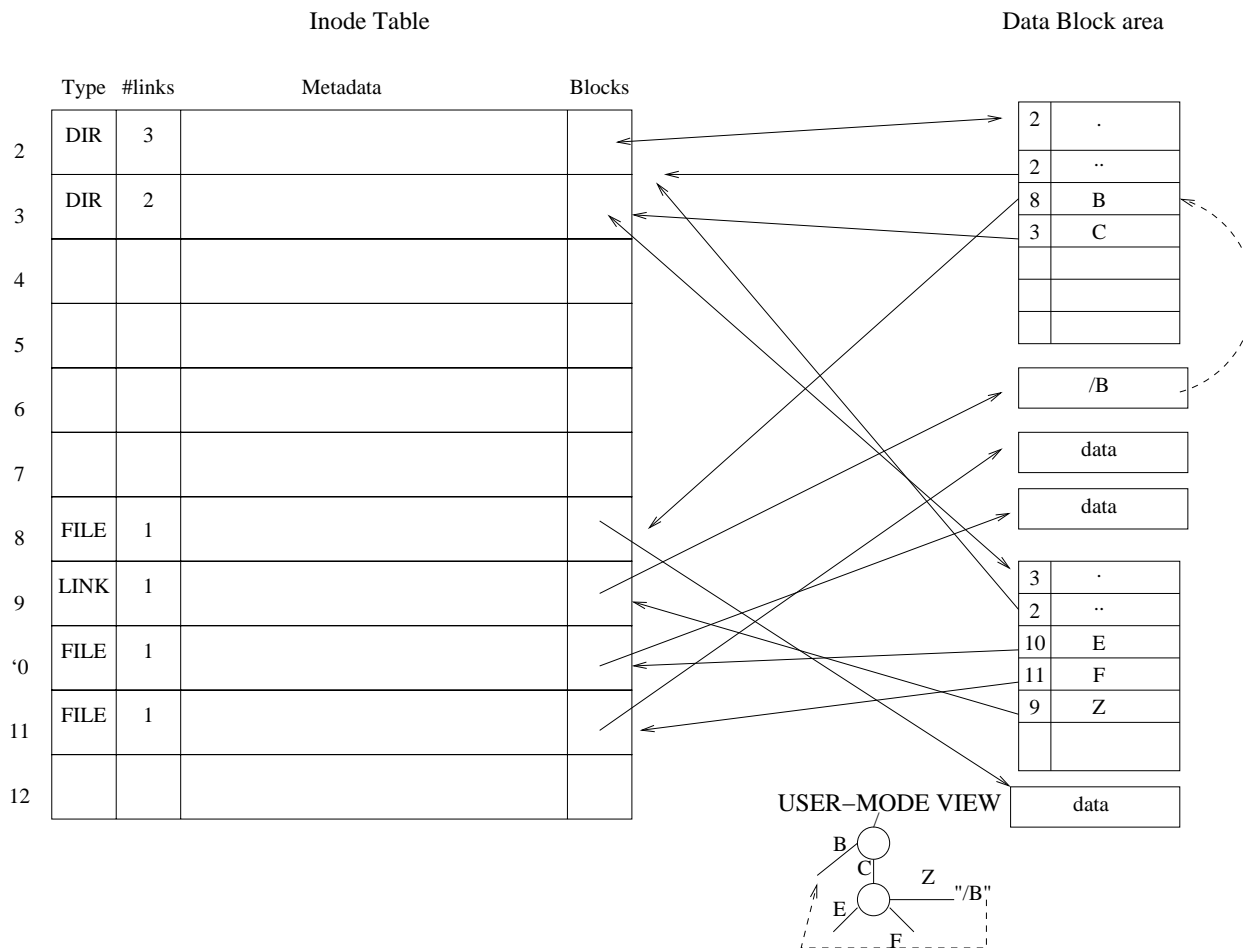 Inode Table
Data Block area
Type #links Metadata Blocks
2 DIR 3
3 DIR 2
4
5
6
7
8 FILE 1
9 LINK 1
‘0 FILE 1
11 FILE 1
12
2 .
2 ..
8 B
3 C
/B
data
data
3 .
2 ..
10 E
11 F
9 Z
data
USER−MODE VIEW
B
C
Z
"/B"
E
F